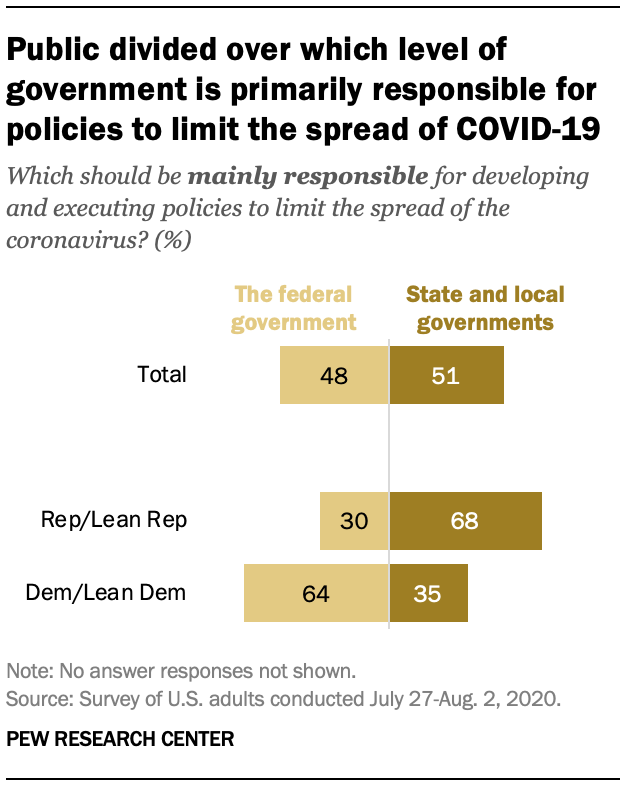 Public divided over which level of
government is primarily responsible for
policies to limit the spread of COVID-19
Which should be mainly responsible for developing
and executing policies to limit the spread of the
coronavirus? (%)
The federal
government
State and local
governments
Total 48 51
Rep/Lean Rep 30 68
Dem/Lean Dem 64 35
Note: No answer responses not shown.
Source: Survey of U.S. adults conducted July 27-Aug. 2, 2020.
PEW RESEARCH CENTER